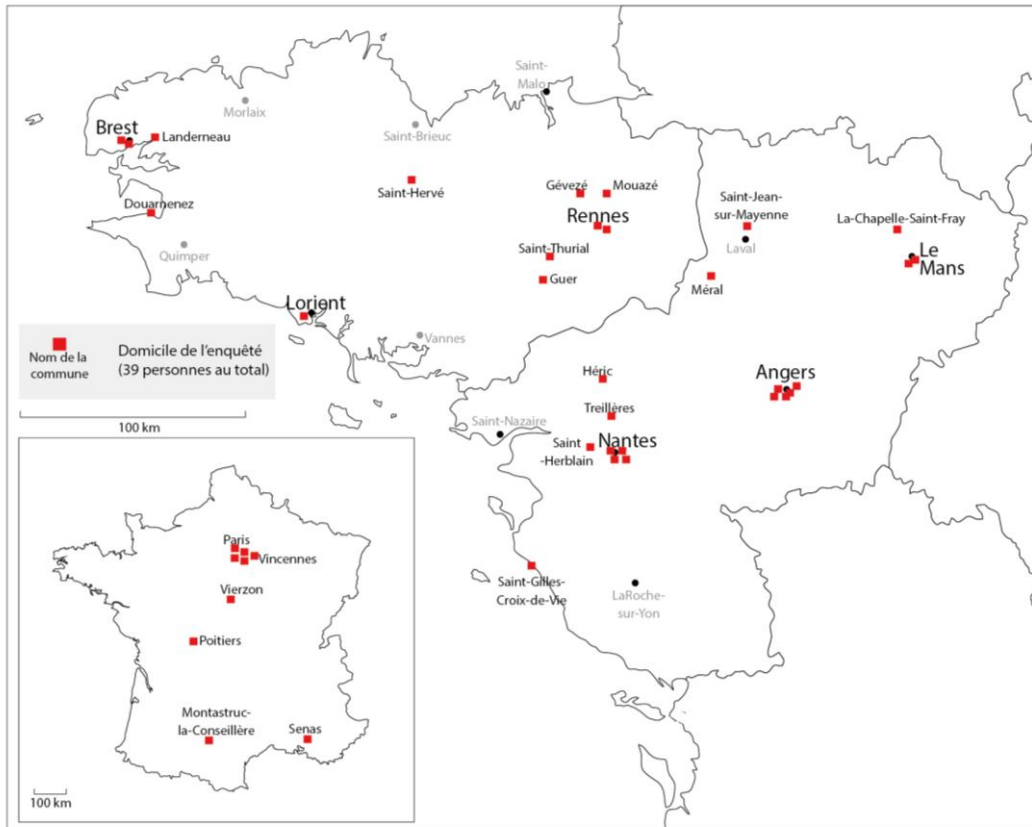 Saint-
Malo
Morlaix
Brest
Landerneau
Saint-Brieuc
Saint-Hervé
Gévezé
Mouazé
Saint-Jean-
sur-Mayenne
La-Chapelle-Saint-Fray
Douarnenez
Rennes
Laval
Le
Mans
Quimper
Saint-Thurial
Guer
Méral
Lorient
Vannes
Nom de la
commune
Domicile de l'enquêté
(39 personnes au total)
100 km
Héric
Angers
Treillères
Saint-Nazaire
Saint
-Herblain
Nantes
Saint-Gilles-
Croix-de-Vie
LaRoche-
sur-Yon
Paris
Vincennes
Vierzon
Poitiers
Montastruc-
la-Conseillère
Senas
100 km